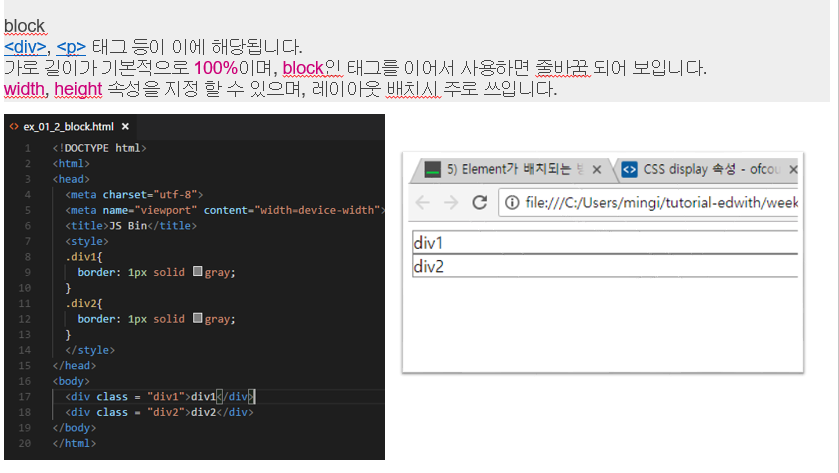 block
<div>, <p> 태그 등이 이에 해당됩니다.
가로 길이가 기본적으로 100%이며, block인 태그를 이어서 사용하면 줄바꿈 되어 보입니다.
width, height 속성을 지정 할 수 있으며, 레이아웃 배치시 주로 쓰입니다.
<> ex_01_2_block.html ×
1 <!DOCTYPE html>
2 <html>
3 <head>
4 <meta charset="utf-8">
5 <meta name="viewport" content="width=device-width">
6 <title>JS Bin</title>
7 <style>
8 .div1{
9 border: 1px solid gray;
10 }
11 .div2{
12 border: 1px solid gray;
13 }
14 </style>
15 </head>
16 <body>
17 <div class = "div1">div1</div>
18 <div class = "div2">div2</div>
19 </body>
20 </html>
5) Element가 배치되는 × CSS display 속성 - ofcou ×
file:///C:/Users/mingi/tutorial-edwith/week
div1
div2